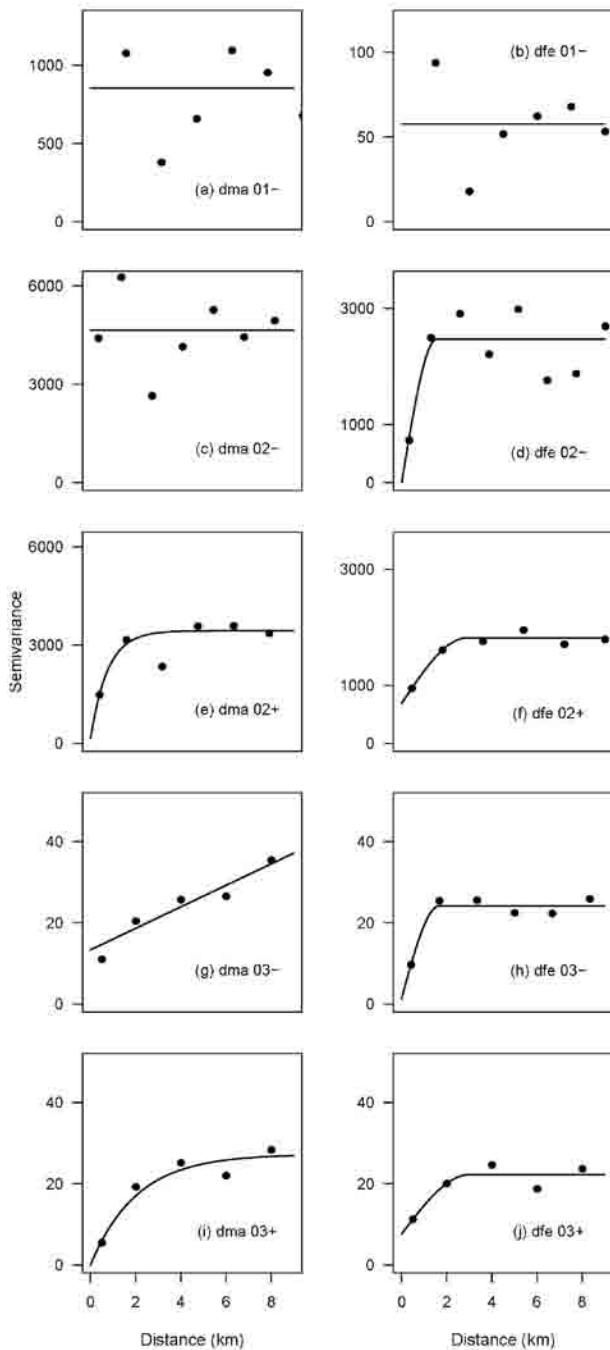 1000
500
0
(a) dma 01−
100
50
0
(b) dfe 01−
6000
3000
0
(c) dma 02−
3000
1000
0
(d) dfe 02−
Semivariance
6000
3000
0
(e) dma 02+
3000
1000
0
(f) dfe 02+
40
20
0
(g) dma 03−
40
20
0
(h) dfe 03−
40
20
0
(i) dma 03+
0 2 4 6 8
Distance (km)
40
20
0
(j) dfe 03+
0 2 4 6 8
Distance (km)